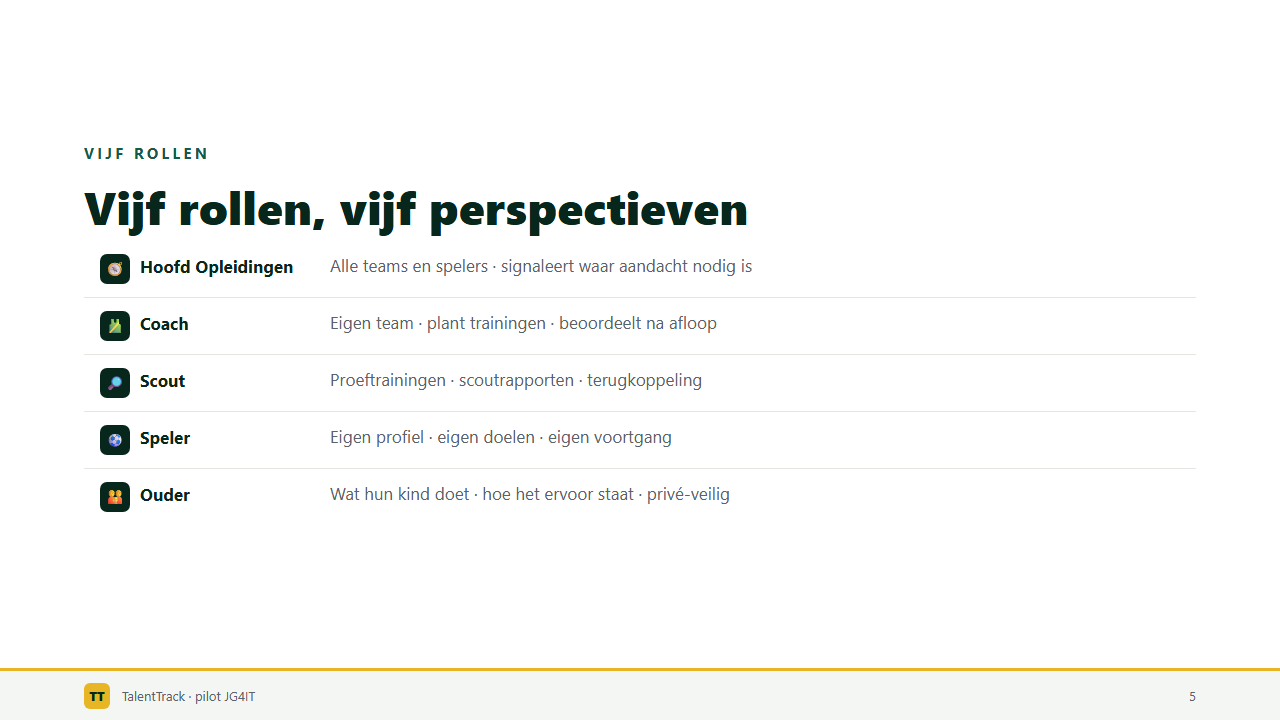 VIJF ROLLEN
Vijf rollen, vijf perspectieven
Hoofd Opleidingen Alle teams en spelers · signaleert waar aandacht nodig is
Coach Eigen team · plant trainingen · beoordeelt na afloop
Scout Proeftrainingen · scoutrapporten · terugkoppeling
Speler Eigen profiel · eigen doelen · eigen voortgang
Ouder Wat hun kind doet · hoe het ervoor staat · privé-veilig
TT TalentTrack · pilot JG4IT 5